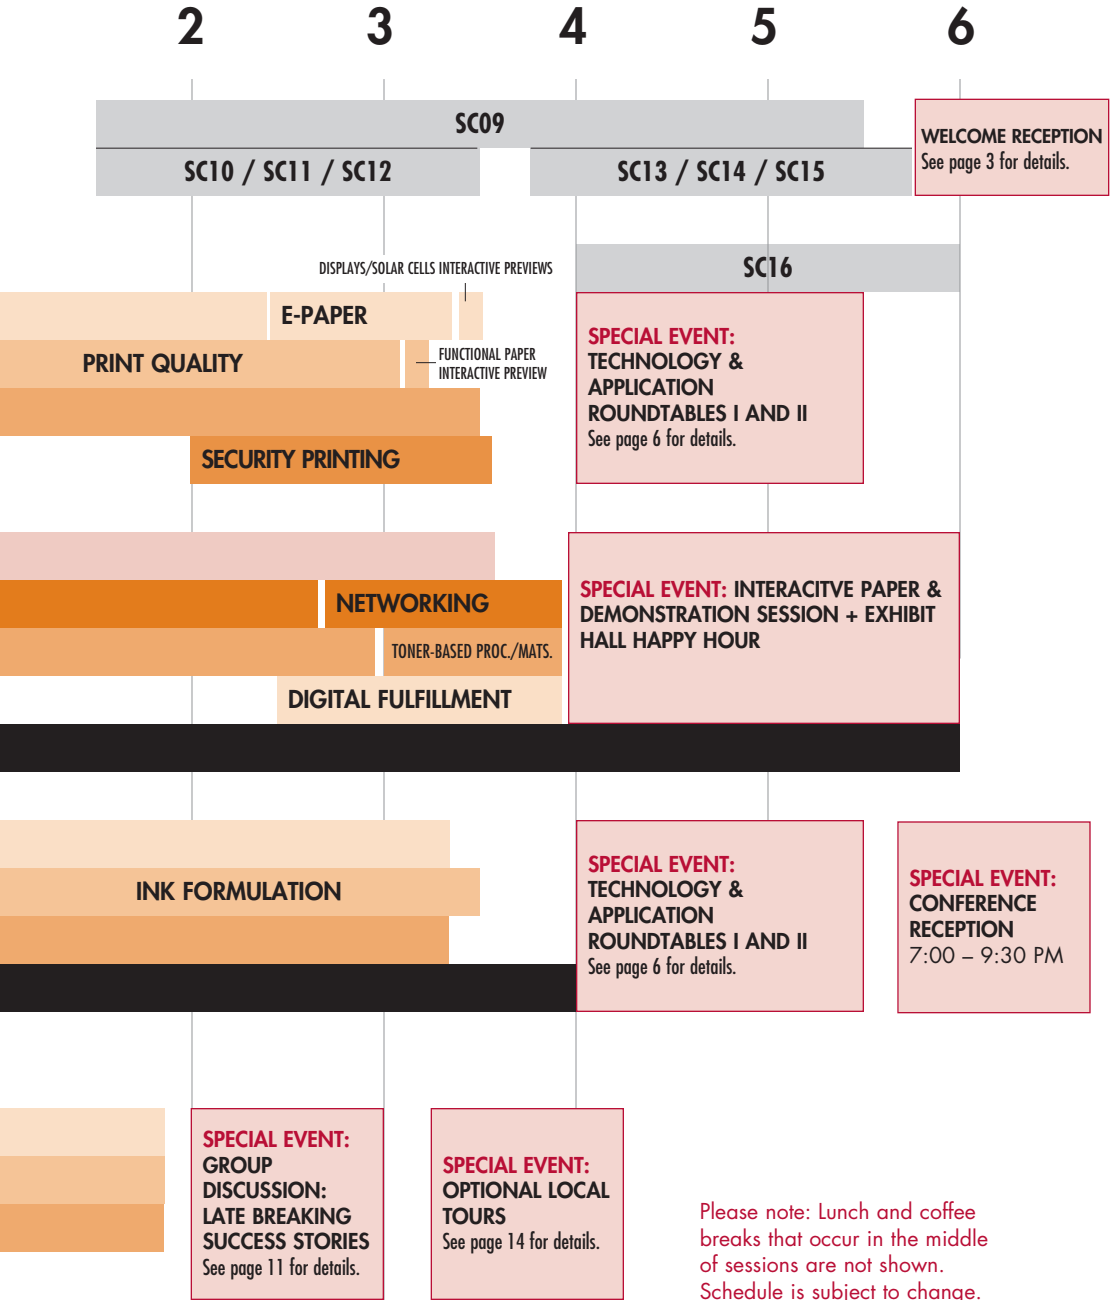 2 3 4 5 6
SC09
WELCOME RECEPTION
See page 3 for details.
SC10 / SC11 / SC12
SC13 / SC14 / SC15
SC16
DISPLAYS/SOLAR CELLS INTERACTIVE PREVIEWS
E-PAPER
PRINT QUALITY
FUNCTIONAL PAPER
INTERACTIVE PREVIEW
SECURITY PRINTING
SPECIAL EVENT:
TECHNOLOGY &
APPLICATION
ROUNDTABLES I AND II
See page 6 for details.
NETWORKING
TONER-BASED PROC./MATS.
DIGITAL FULFILLMENT
SPECIAL EVENT: INTERACITVE PAPER &
DEMONSTRATION SESSION + EXHIBIT
HALL HAPPY HOUR
INK FORMULATION
SPECIAL EVENT:
TECHNOLOGY &
APPLICATION
ROUNDTABLES I AND II
See page 6 for details.
SPECIAL EVENT:
CONFERENCE
RECEPTION
7:00 – 9:30 PM
SPECIAL EVENT:
GROUP
DISCUSSION:
LATE BREAKING
SUCCESS STORIES
See page 11 for details.
SPECIAL EVENT:
OPTIONAL LOCAL
TOURS
See page 14 for details.
Please note: Lunch and coffee
breaks that occur in the middle
of sessions are not shown.
Schedule is subject to change.